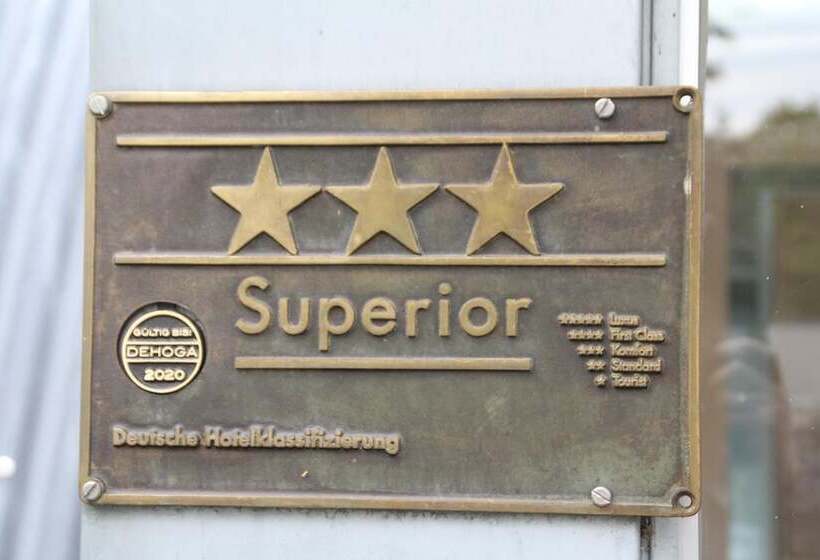 ★★★
Superior
GÜLTIG BIS!
DEHOGA
2020
★★★★★ Luxus
★★★★ First Class
★★★ Komfort
★★ Standard
★ Tourist
Deutsche Hotelklassifizierung